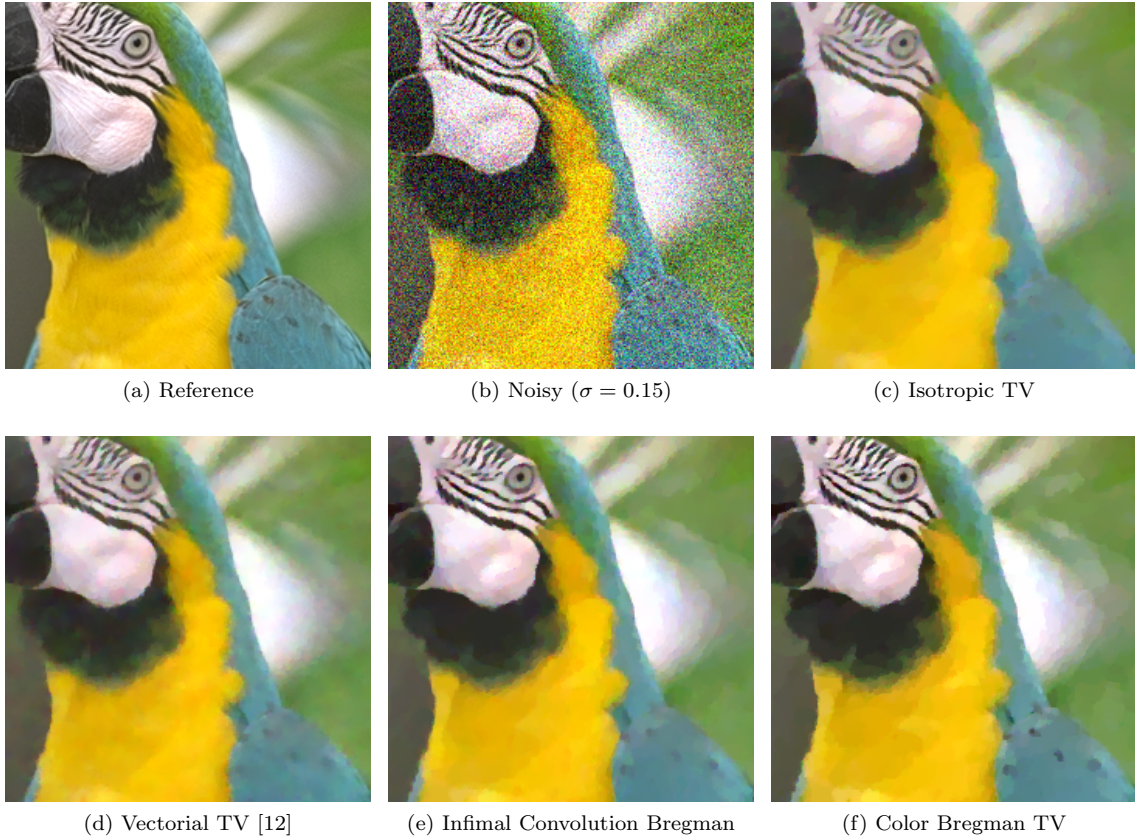 (a) Reference
(b) Noisy (σ = 0.15)
(c) Isotropic TV
(d) Vectorial TV [12]
(e) Infimal Convolution Bregman
(f) Color Bregman TV